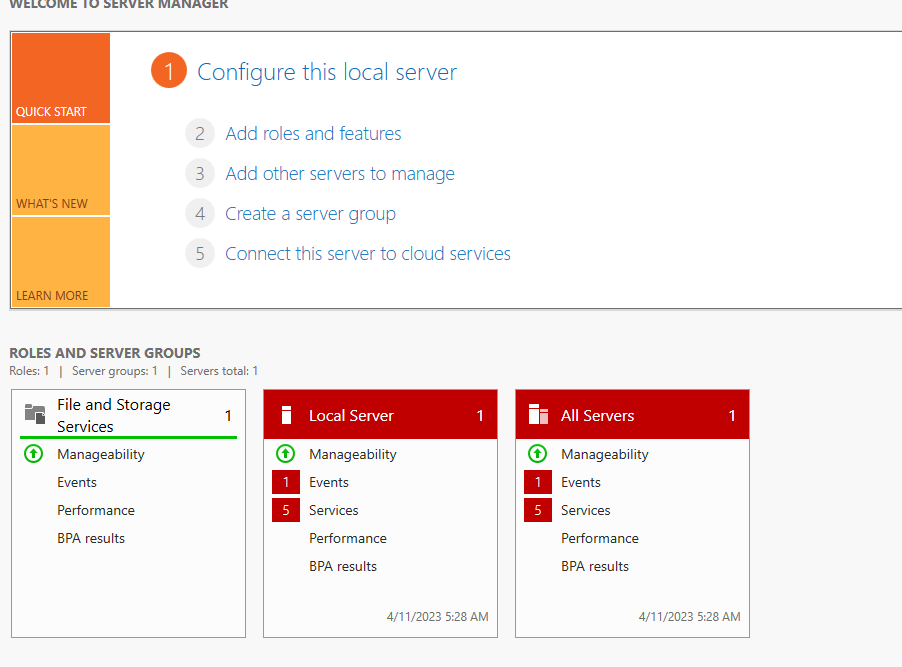 WELCOME TO SERVER MANAGER
QUICK START
WHAT'S NEW
LEARN MORE
1 Configure this local server
2 Add roles and features
3 Add other servers to manage
4 Create a server group
5 Connect this server to cloud services
ROLES AND SERVER GROUPS
Roles: 1 | Server groups: 1 | Servers total: 1
File and Storage
Services 1
Manageability
Events
Performance
BPA results
Local Server 1
Manageability
1 Events
5 Services
Performance
BPA results
4/11/2023 5:28 AM
All Servers 1
Manageability
1 Events
5 Services
Performance
BPA results
4/11/2023 5:28 AM